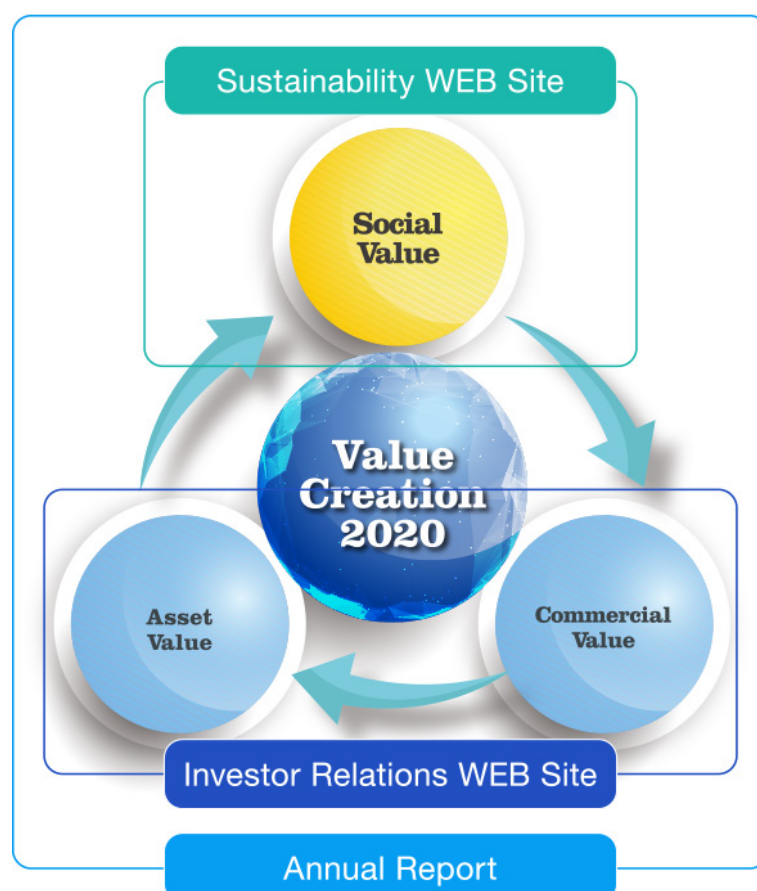 Sustainability WEB Site
Social
Value
Value
Creation
2020
Asset
Value
Commercial
Value
Investor Relations WEB Site
Annual Report